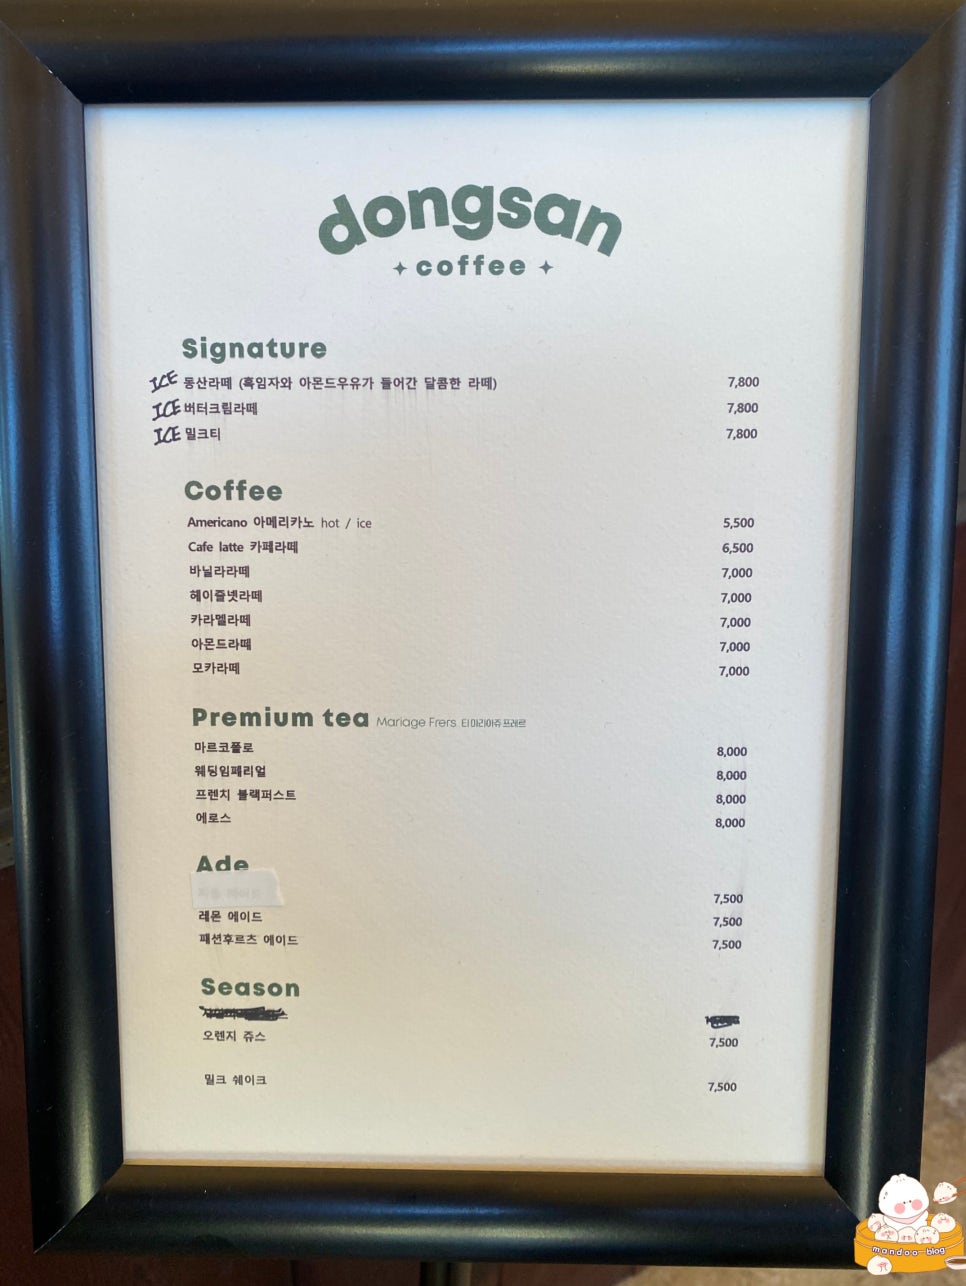 dongsan
coffee
Signature
ICE 동산라떼 (흑임자와 아몬드우유가 들어간 달콤한 라떼) 7,800
ICE 버터크림라떼 7,800
ICE 밀크티 7,800
Coffee
Americano 아메리카노 hot / ice 5,500
Cafe latte 카페라떼 6,500
바닐라라떼 7,000
헤이즐넛라떼 7,000
카라멜라떼 7,000
아몬드라떼 7,000
모카라떼 7,000
Premium tea Mariage Frers. 티 마리아쥬 프레르
마르코폴로 8,000
웨딩임페리얼 8,000
프렌치 블랙퍼스트 8,000
에로스 8,000
Ade
7,500
레몬 에이드 7,500
패션후르츠 에이드 7,500
Season
오렌지 쥬스 7,500
밀크 쉐이크 7,500
mandoo blog